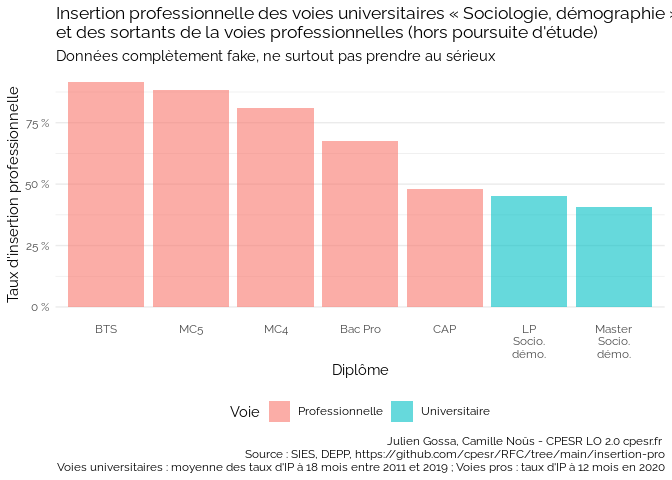 Insertion professionnelle des voies universitaires « Sociologie, démographie »
et des sortants de la voies professionnelles (hors poursuite d'étude)
Données complètement fake, ne surtout pas prendre au sérieux
Taux d'insertion professionnelle
75 %
50 %
25 %
0 %
BTS MC5 MC4 Bac Pro CAP LP Master
Socio. Socio.
démo. démo.
Diplôme
Voie Professionnelle Universitaire
Julien Gossa, Camille Noûs - CPESR LO 2.0 cpesr.fr
Source : SIES, DEPP, https://github.com/cpesr/RFC/tree/main/insertion-pro
Voies universitaires : moyenne des taux d'IP à 18 mois entre 2011 et 2019 ; Voies pros : taux d'IP à 12 mois en 2020